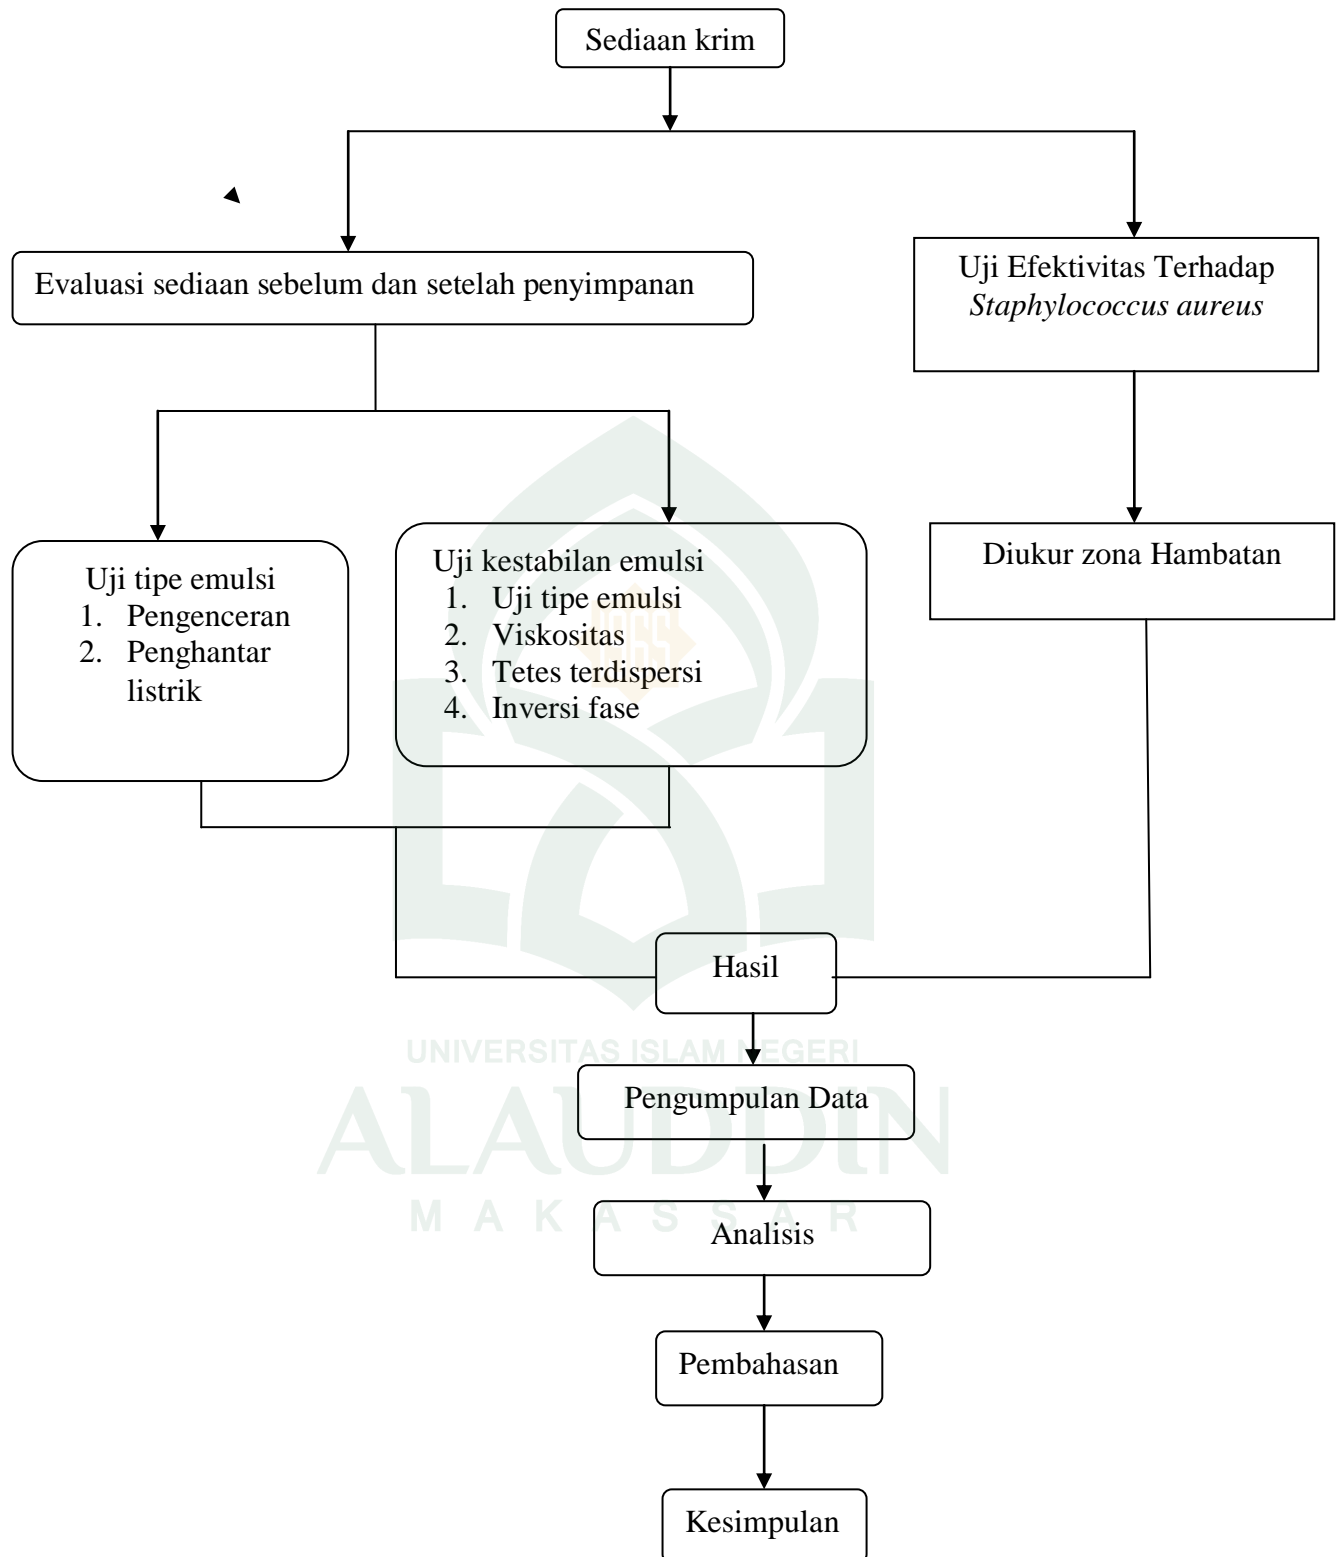 Sediaan krim
Evaluasi sediaan sebelum dan setelah penyimpanan
Uji Efektivitas Terhadap
Staphylococcus aureus
Uji tipe emulsi
1. Pengenceran
2. Penghantar
listrik
Uji kestabilan emulsi
1. Uji tipe emulsi
2. Viskositas
3. Tetes terdispersi
4. Inversi fase
Diukur zona Hambatan
Hasil
UNIVERSITAS ISLAM NEGERI
Pengumpulan Data
ALAUDDIN
MAKASSAR
Analisis
Pembahasan
Kesimpulan
1965